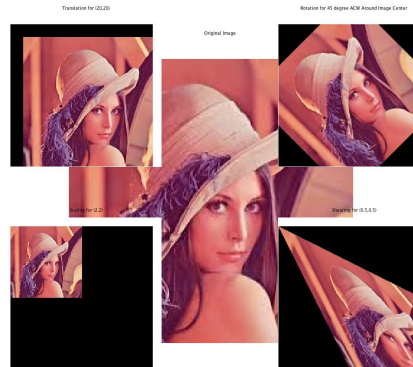 Translation for (20,20)
Rotation for 45 degree ACW Around Image Center
Original Image
Scaling for (2,2)
Shearing for (0.5,0.5)